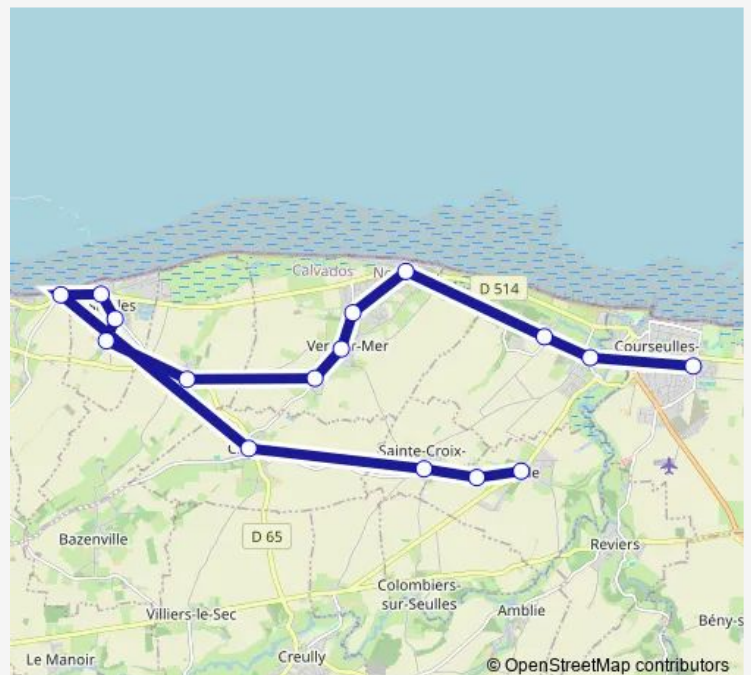 Calvados
D 514
Courseulles-
Sainte-Croix-
Bazenville
D 65
Reviers
Colombiers-
sur-Seulles
Villiers-le-Sec
Amblie
Bény-s
Le Manoir
Creully
© OpenStreetMap contributors